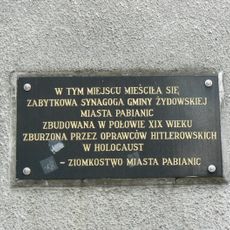 W TYM MIEJSCU MIEŚCIŁA SIĘ
ZABYTKOWA SYNAGOGA GMINY ŻYDOWSKIEJ
MIASTA PABIANIC
ZBUDOWANA W POŁOWIE XIX WIEKU
ZBURZONA PRZEZ OPRAWCÓW HITLEROWSKICH
W HOLOCAUST
– ZIOMKOSTWO MIASTA PABIANIC